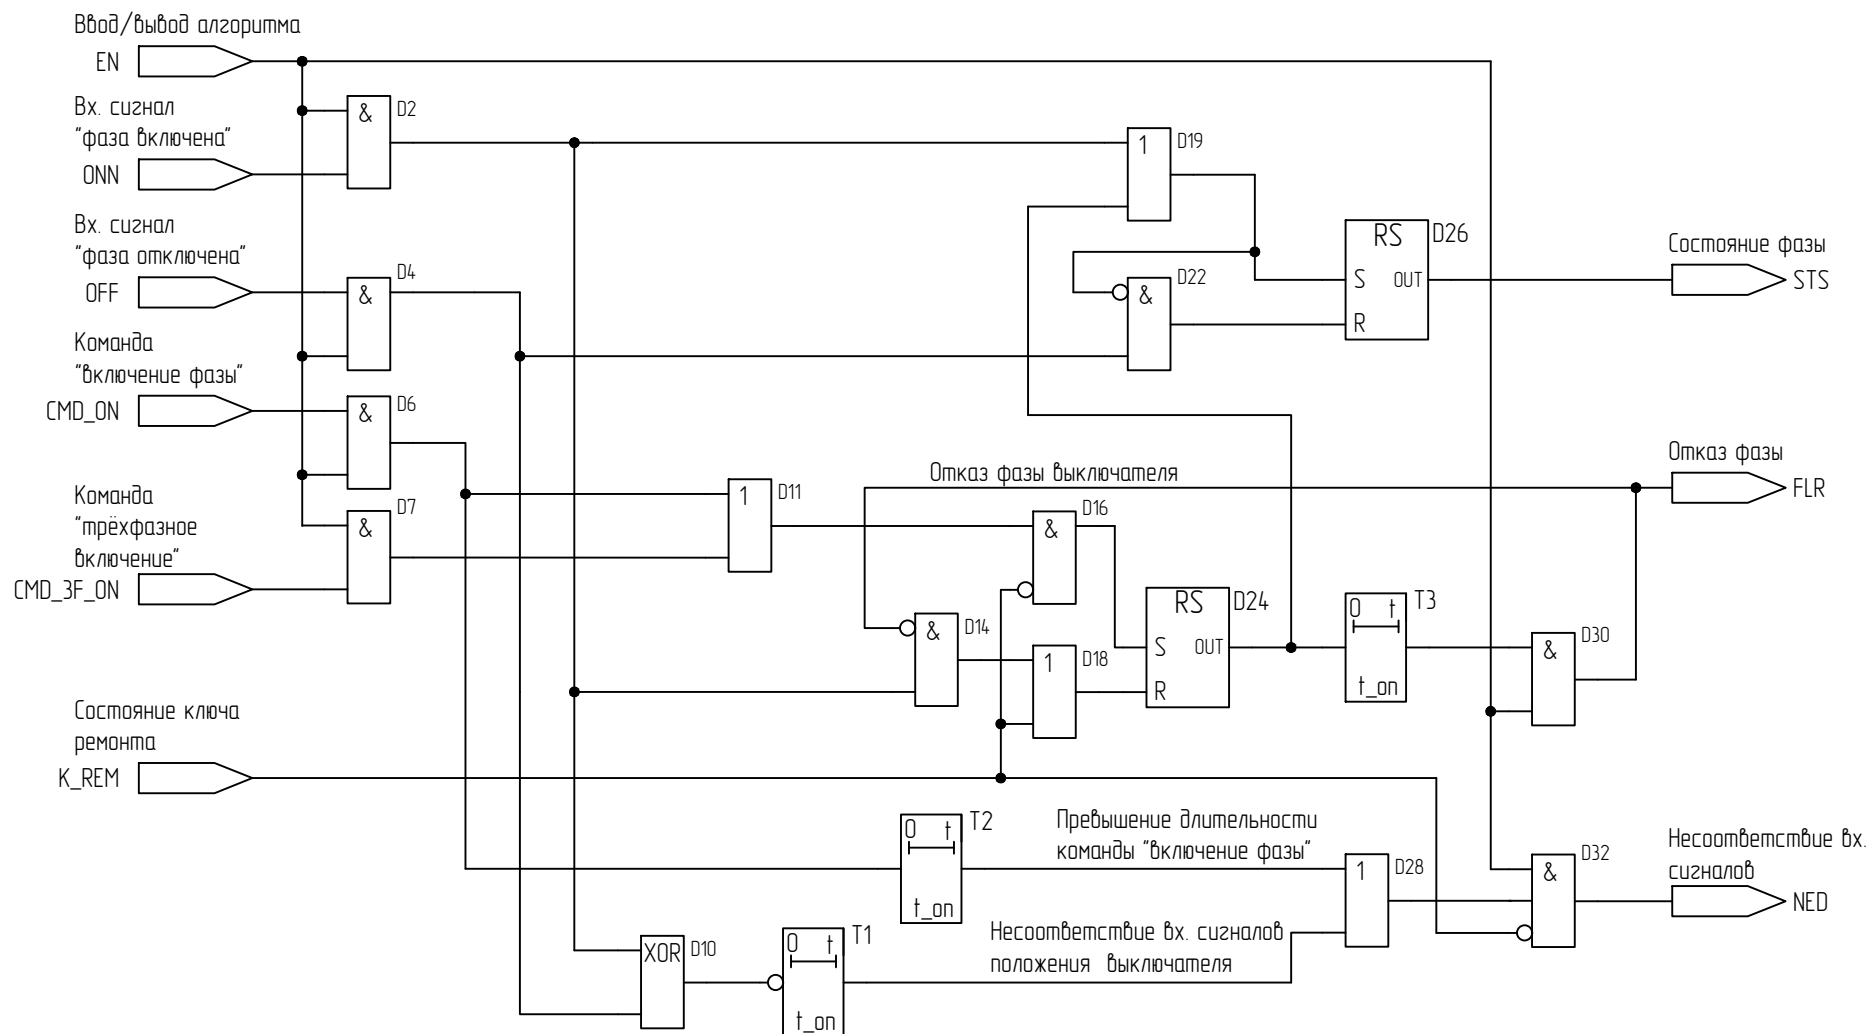 Ввод/вывод алгоритма
EN
Вх. сигнал
"фаза включена"
ONN
Вх. сигнал
"фаза отключена"
OFF
Команда
"включение фазы"
CMD_ON
Команда
"трёхфазное
включение"
CMD_3F_ON
Состояние ключа
ремонта
K_REM
& D2
& D4
& D6
& D7
1 D11
XOR D10
0 t T1
t_on
0 t T2
t_on
Отказ фазы выключателя
& D14
& D16
1 D18
1 D19
& D22
RS D24
S OUT
R
RS D26
S OUT
R
0 t T3
t_on
& D30
Превышение длительности
команды "включение фазы"
Несоответствие вх. сигналов
положения выключателя
1 D28
& D32
Состояние фазы
STS
Отказ фазы
FLR
Несоответствие вх.
сигналов
NED